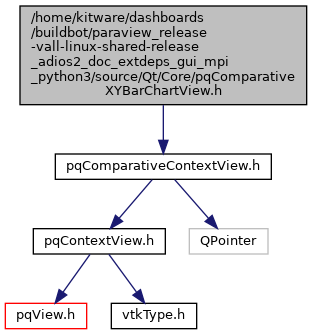 /home/kitware/dashboards
/buildbot/paraview_release
-vall-linux-shared-release
_adios2_doc_extdeps_gui_mpi
_python3/source/Qt/Core/pqComparative
XYBarChartView.h
pqComparativeContextView.h
pqContextView.h
QPointer
pqView.h
vtkType.h